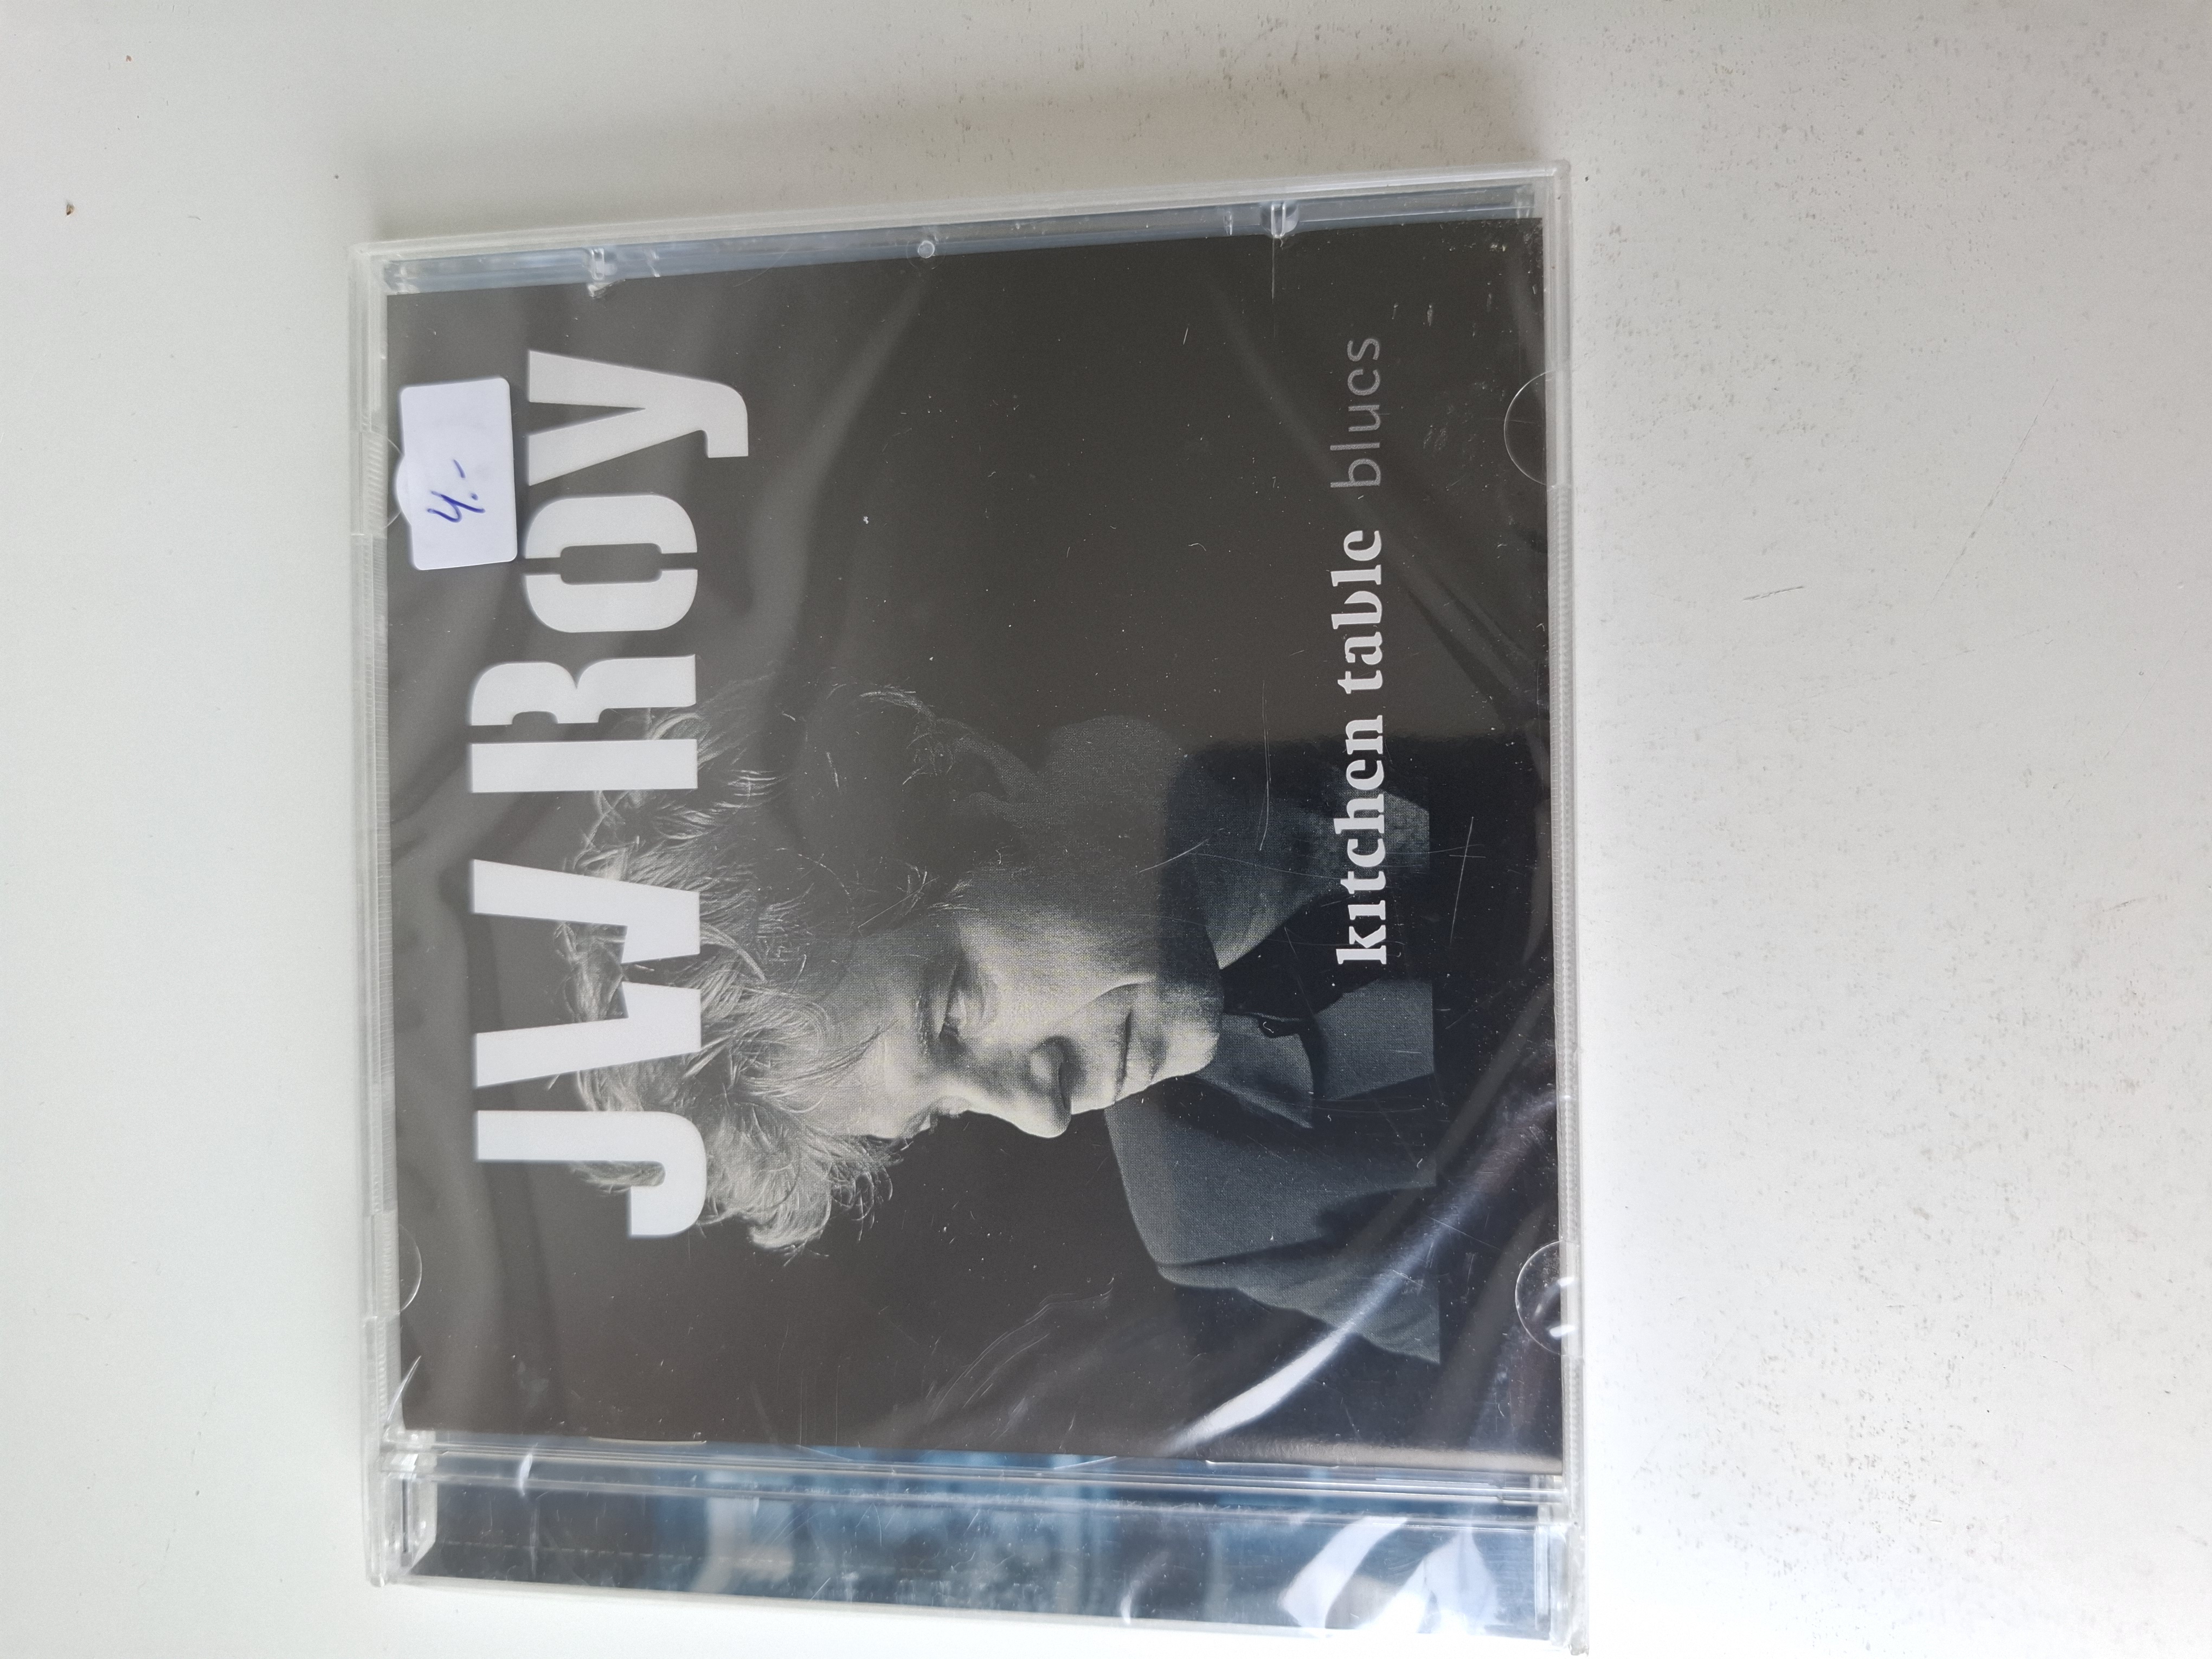 4.-
JW ROY
kitchen table blues